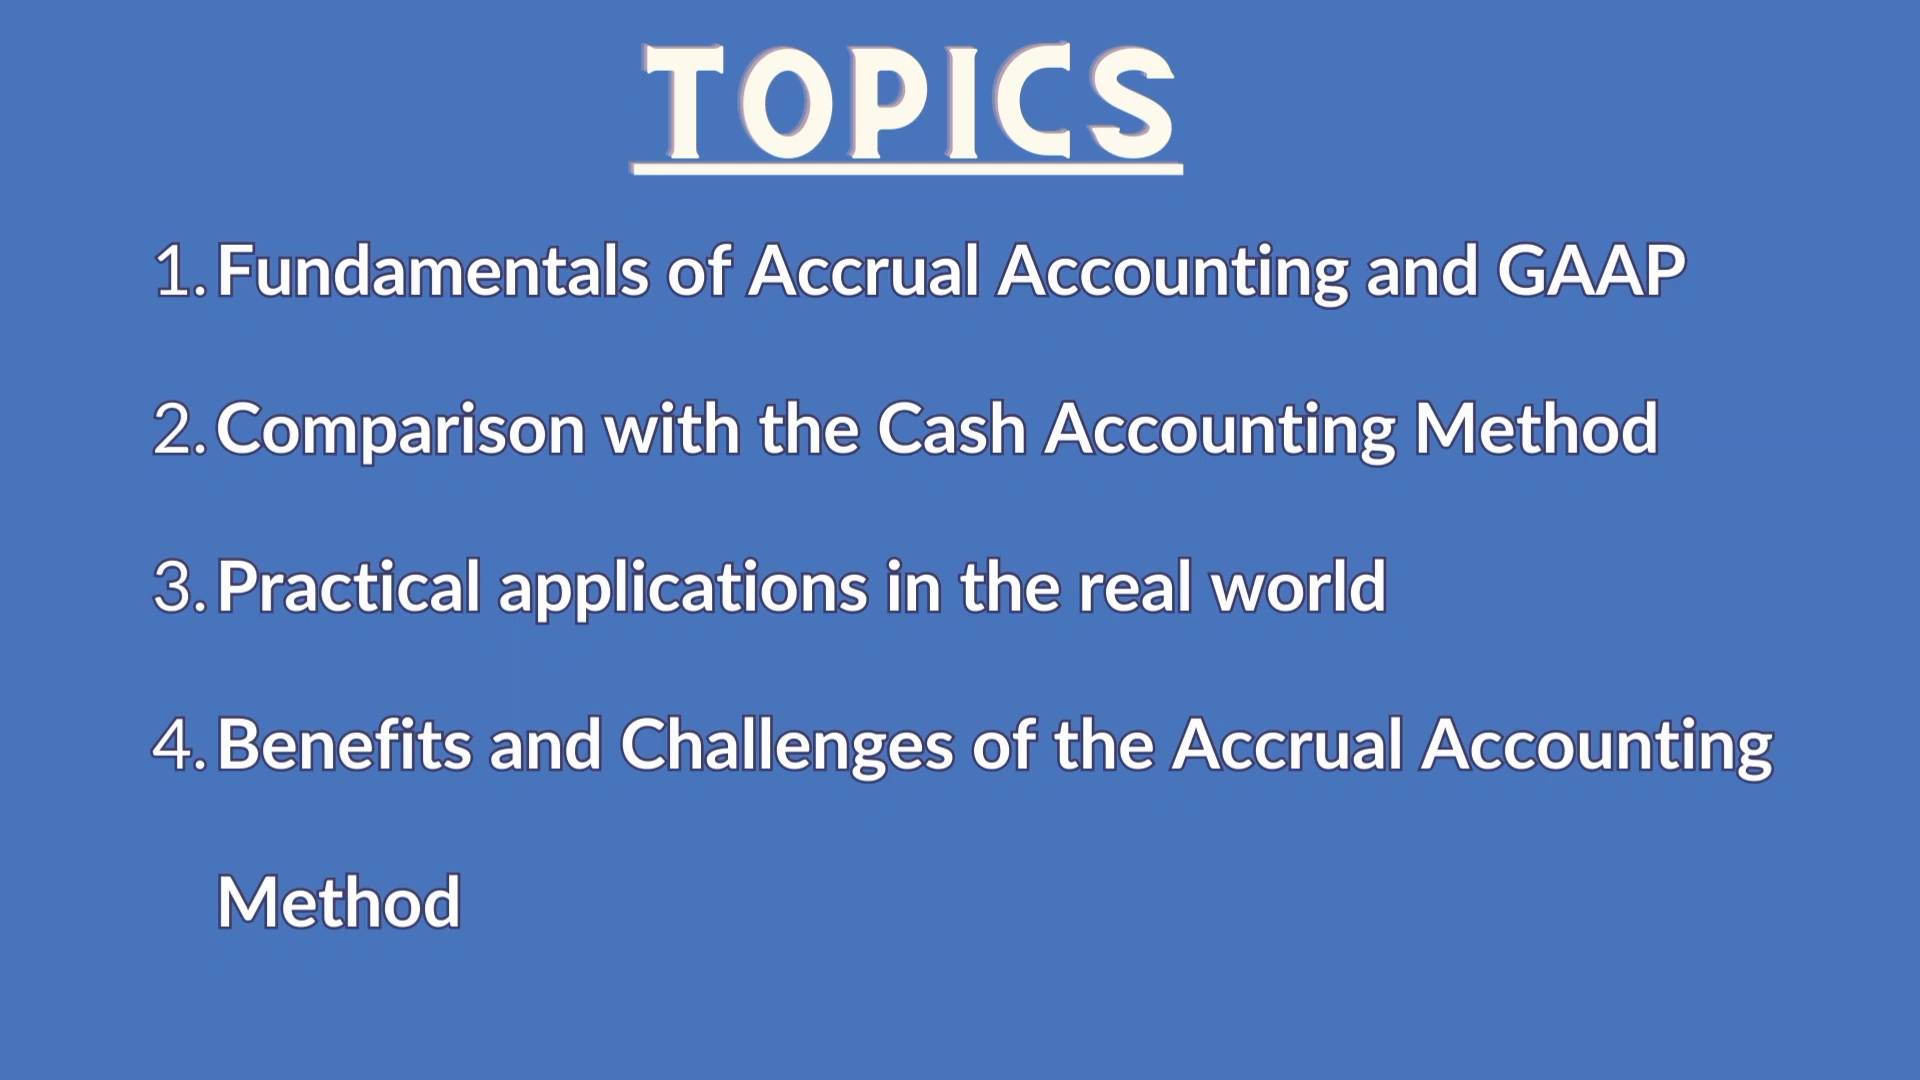 TOPICS
1. Fundamentals of Accrual Accounting and GAAP
2. Comparison with the Cash Accounting Method
3. Practical applications in the real world
4. Benefits and Challenges of the Accrual Accounting
Method